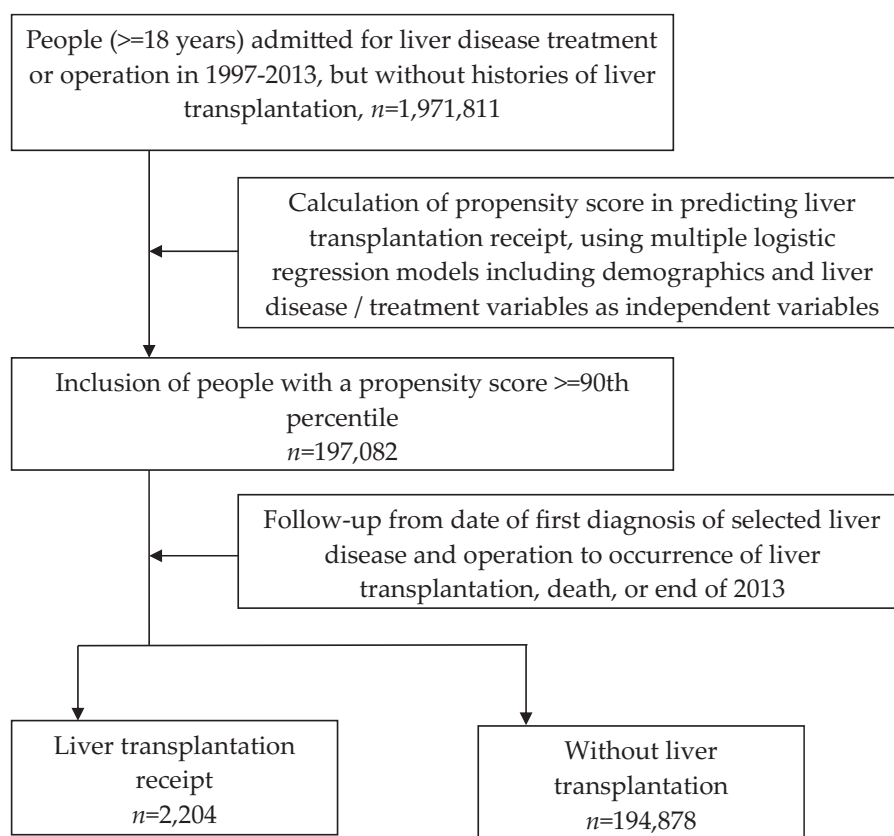 People (>=18 years) admitted for liver disease treatment
or operation in 1997-2013, but without histories of liver
transplantation, n=1,971,811
Calculation of propensity score in predicting liver
transplantation receipt, using multiple logistic
regression models including demographics and liver
disease / treatment variables as independent variables
Inclusion of people with a propensity score >=90th
percentile
n=197,082
Follow-up from date of first diagnosis of selected liver
disease and operation to occurrence of liver
transplantation, death, or end of 2013
Liver transplantation
receipt
n=2,204
Without liver
transplantation
n=194,878